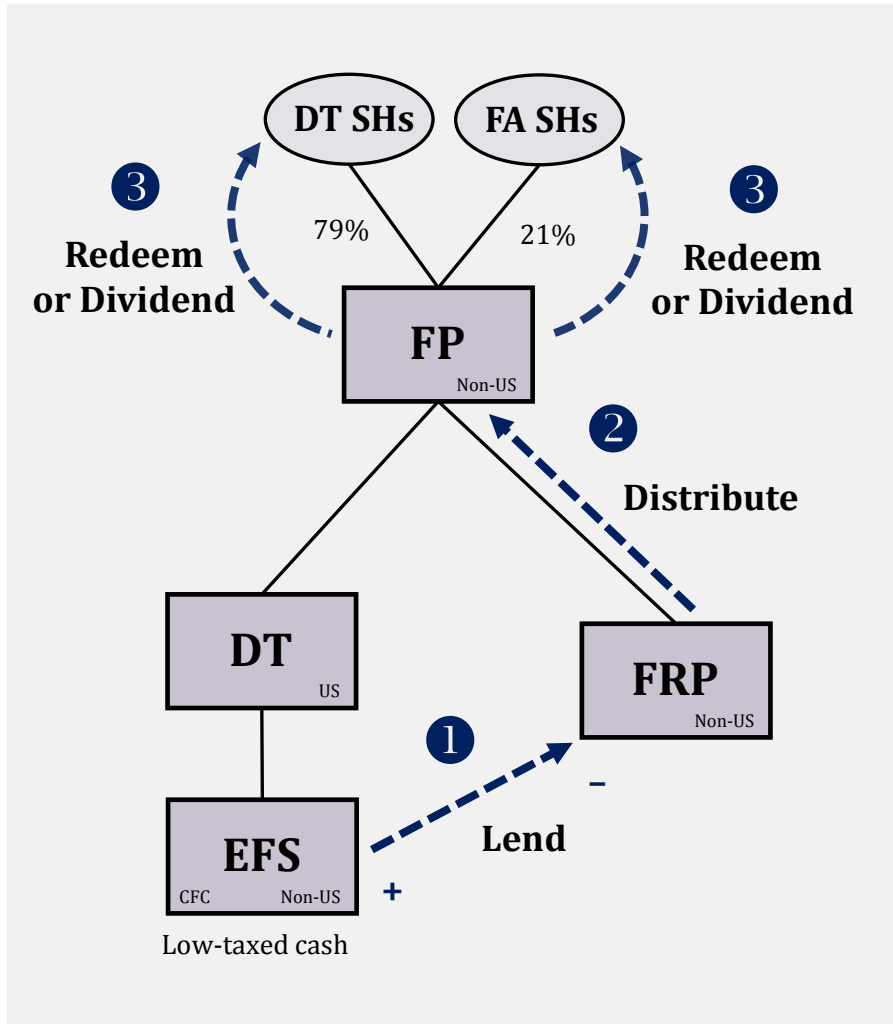 DT SHs
FA SHs
3
Redeem
or Dividend
79%
21%
3
Redeem
or Dividend
FP
Non-US
2
Distribute
DT
US
FRP
Non-US
1
–
Lend
EFS
CFC
Non-US
+
Low-taxed cash